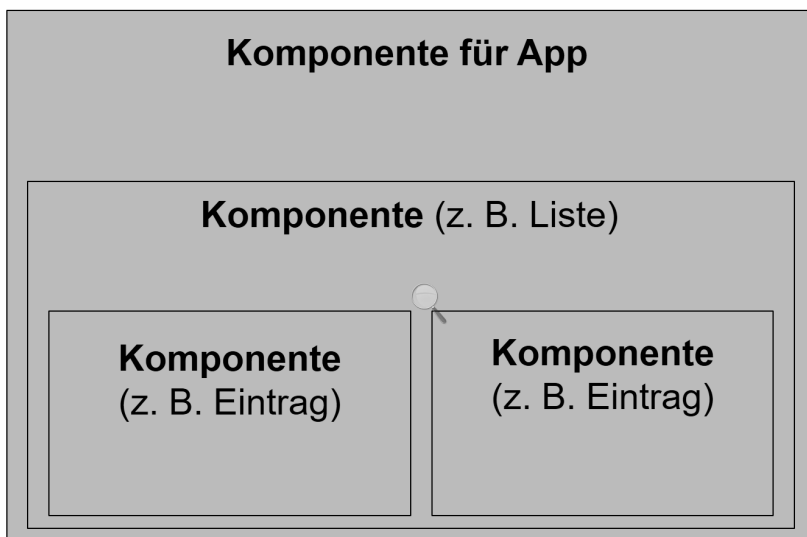 Komponente für App
Komponente (z. B. Liste)
Komponente
(z. B. Eintrag)
Komponente
(z. B. Eintrag)